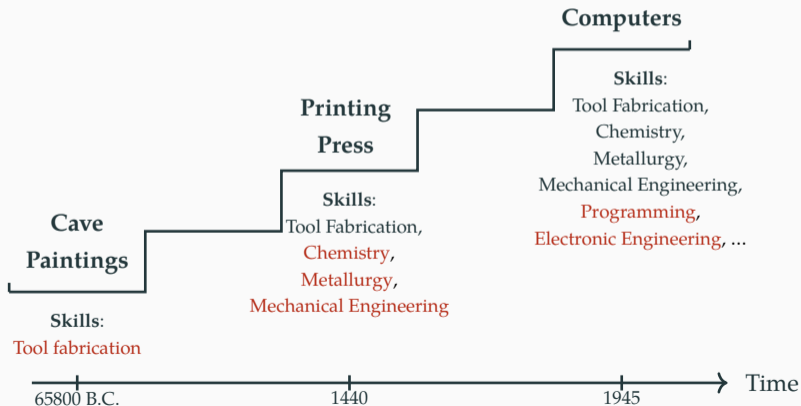 Computers
Skills:
Tool Fabrication,
Chemistry,
Metallurgy,
Mechanical Engineering,
Programming,
Electronic Engineering, ...
Printing
Press
Skills:
Tool Fabrication,
Chemistry,
Metallurgy,
Mechanical Engineering
Cave
Paintings
Skills:
Tool fabrication
65800 B.C.
1440
1945
Time